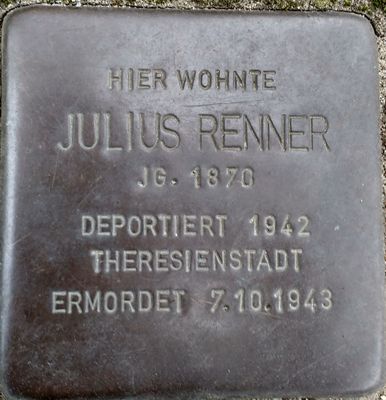 HIER WOHNTE
JULIUS RENNER
JG. 1870
DEPORTIERT 1942
THERESIENSTADT
ERMORDET 7.10.1943